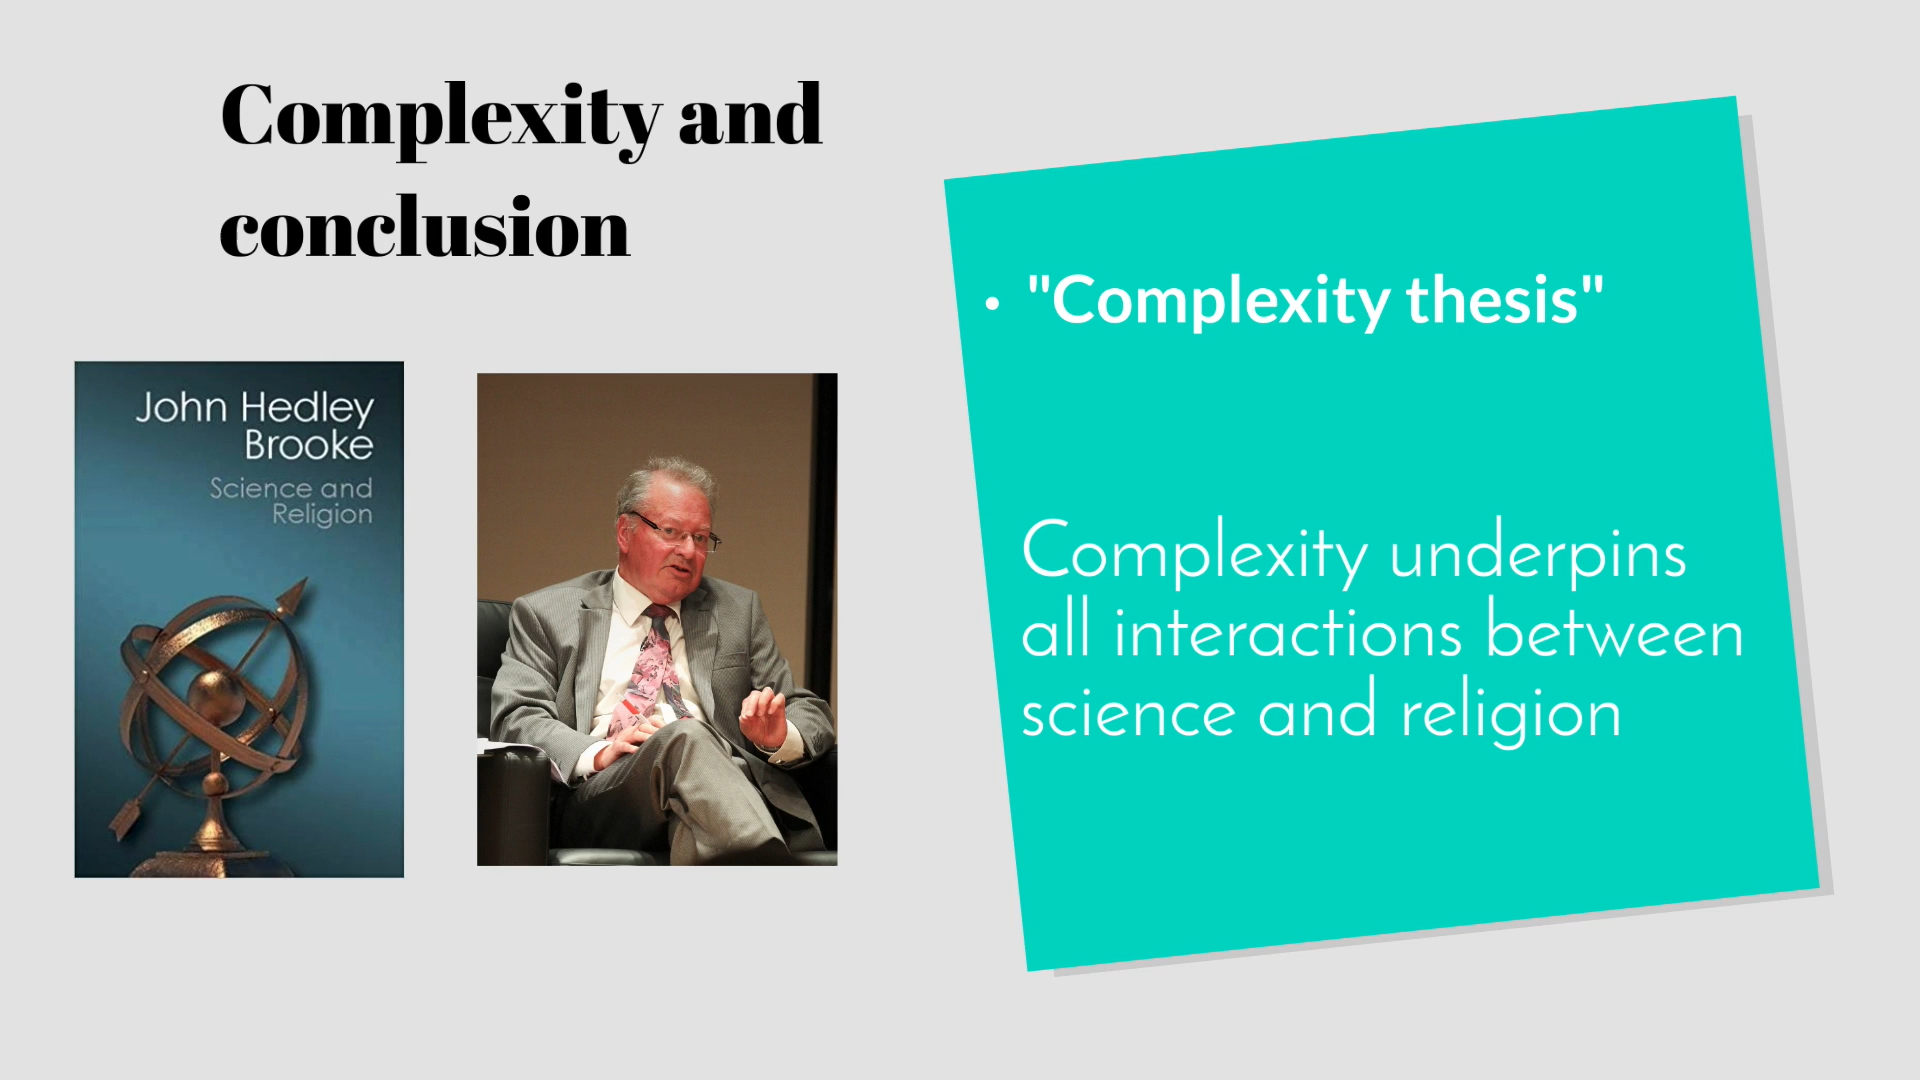 Complexity and
conclusion
John Hedley
Brooke
Science and
Religion
• "Complexity thesis"
Complexity underpins
all interactions between
science and religion